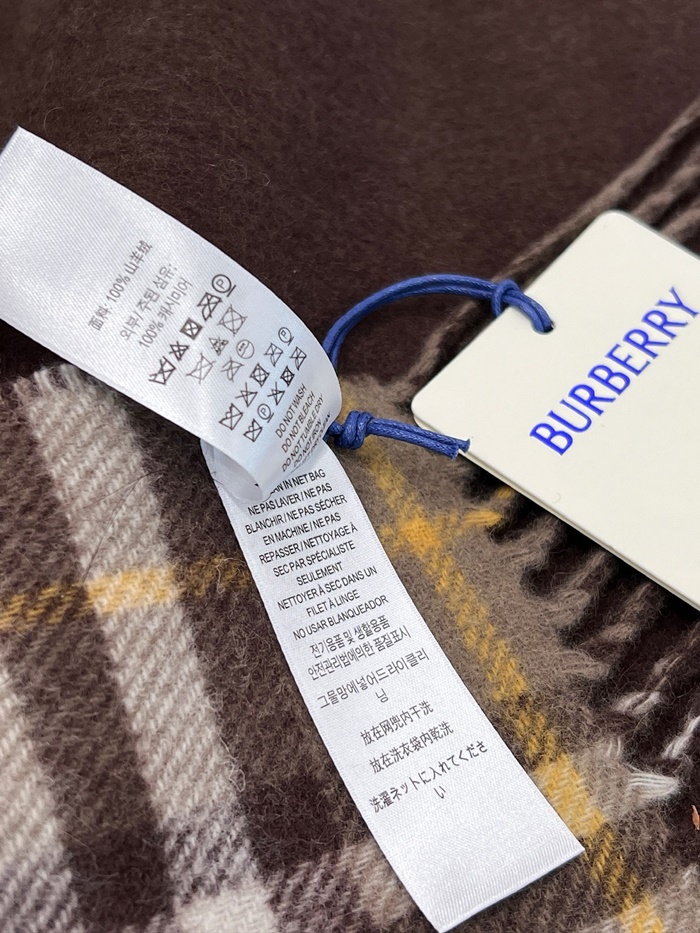 面料: 100% 山羊绒
외부/ 주된 섬유:
100% 캐시미어
DO NOT WASH
DO NOT BLEACH
DO NOT TUMBLE DRY
DO NOT IRON
IN NET BAG
NE PAS LAVER / NE PAS
BLANCHIR / NE PAS SÉCHER
EN MACHINE / NE PAS
REPASSER / NETTOYAGE À
SEC PAR SPÉCIALISTE
SEULEMENT
NETTOYER À SEC DANS UN
FILET À LINGE
NO USAR BLANQUEADOR
전기용품 및 생활용품
안전관리법에의한 품질표시
그물망에넣어드라이클리
닝
放在网兜内干洗
放在洗衣袋内乾洗
洗濯ネットに入れてくださ
い
BURBERRY